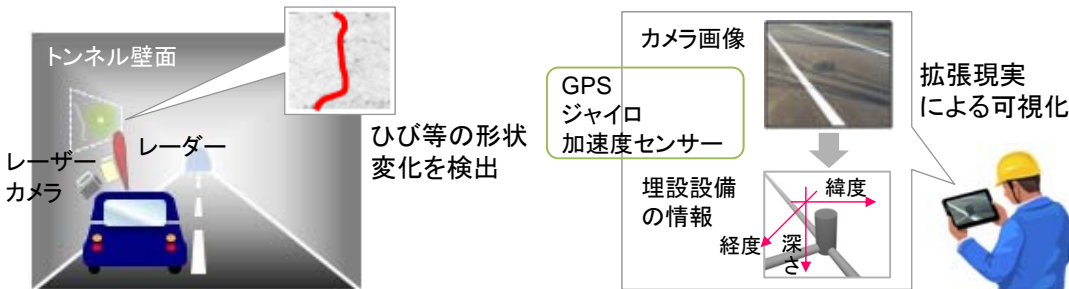 トンネル壁面
レーダー
レーザー
カメラ
ひび等の形状
変化を検出
カメラ画像
GPS
ジャイロ
加速度センサー
拡張現実
による可視化
埋設設備
の情報
緯度
経度
深さ